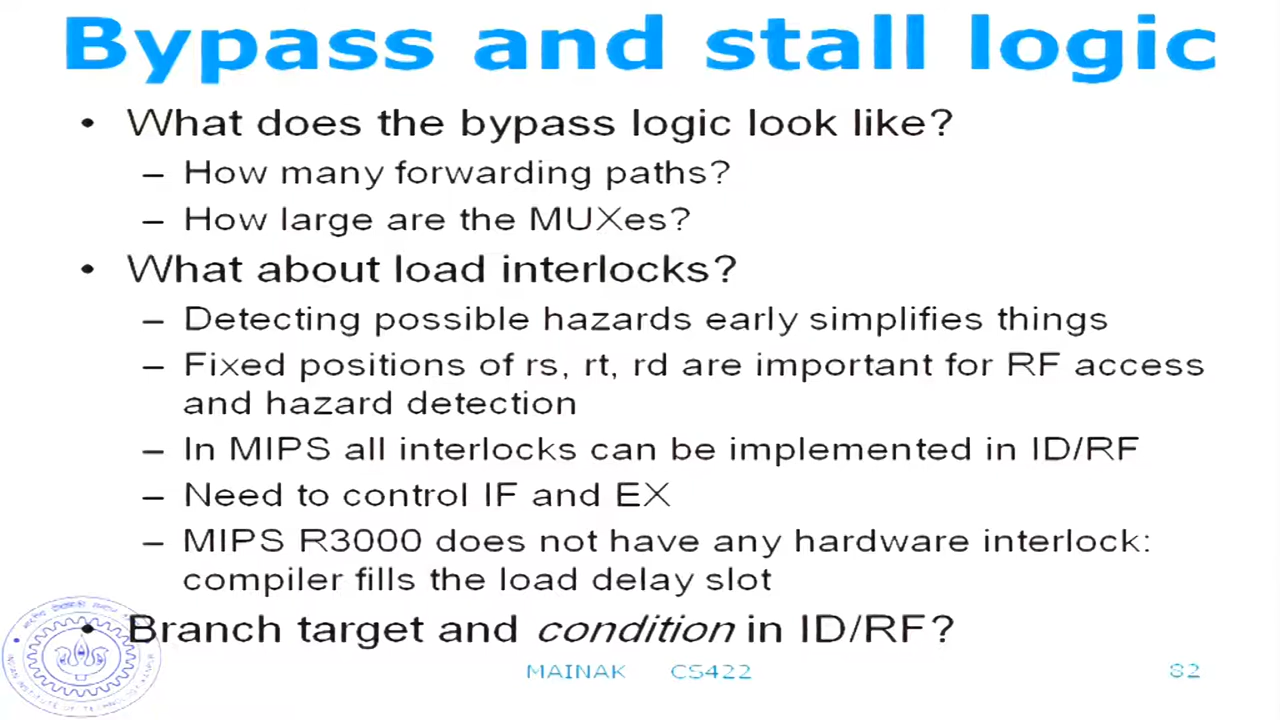 Bypass and stall logic
• What does the bypass logic look like?
– How many forwarding paths?
– How large are the MUXes?
• What about load interlocks?
– Detecting possible hazards early simplifies things
– Fixed positions of rs, rt, rd are important for RF access
and hazard detection
– In MIPS all interlocks can be implemented in ID/RF
– Need to control IF and EX
– MIPS R3000 does not have any hardware interlock:
compiler fills the load delay slot
• Branch target and condition in ID/RF?
MAINAK CS422
82